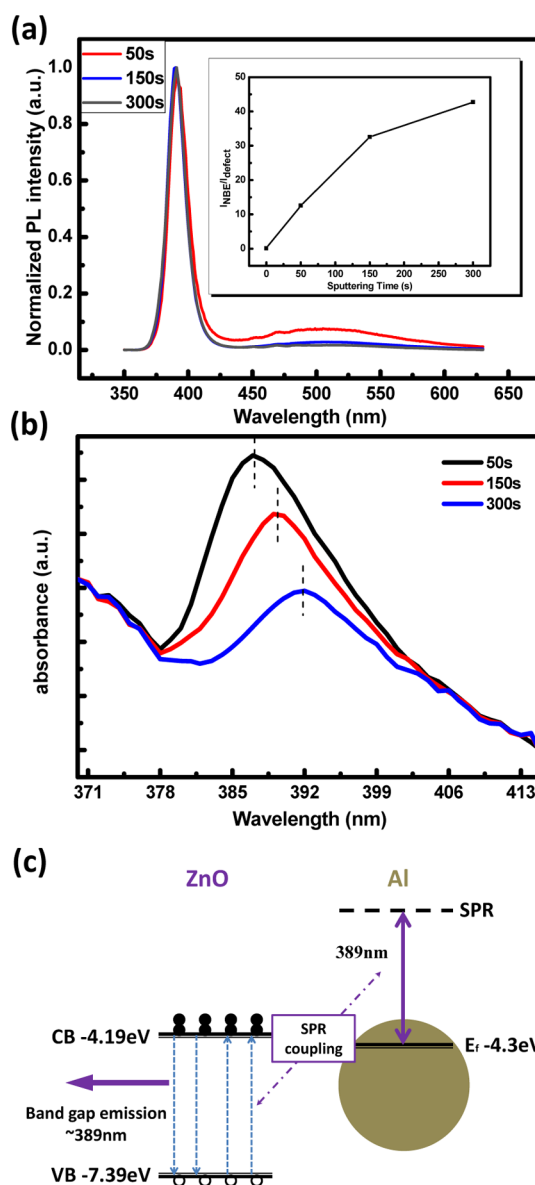 (a)
50s
150s
300s
Normalized PL intensity (a.u.)
1.0
0.8
0.6
0.4
0.2
0.0
350 400 450 500 550 600 650
Wavelength (nm)
I_NBE/I_defect
50
40
30
20
10
0
0 50 100 150 200 250 300
Sputtering Time (s)
(b)
50s
150s
300s
absorbance (a.u.)
371 378 385 392 399 406 413
Wavelength (nm)
(c)
ZnO Al
SPR
389nm
CB -4.19eV
SPR
coupling
Ef -4.3eV
Band gap emission
~389nm
VB -7.39eV